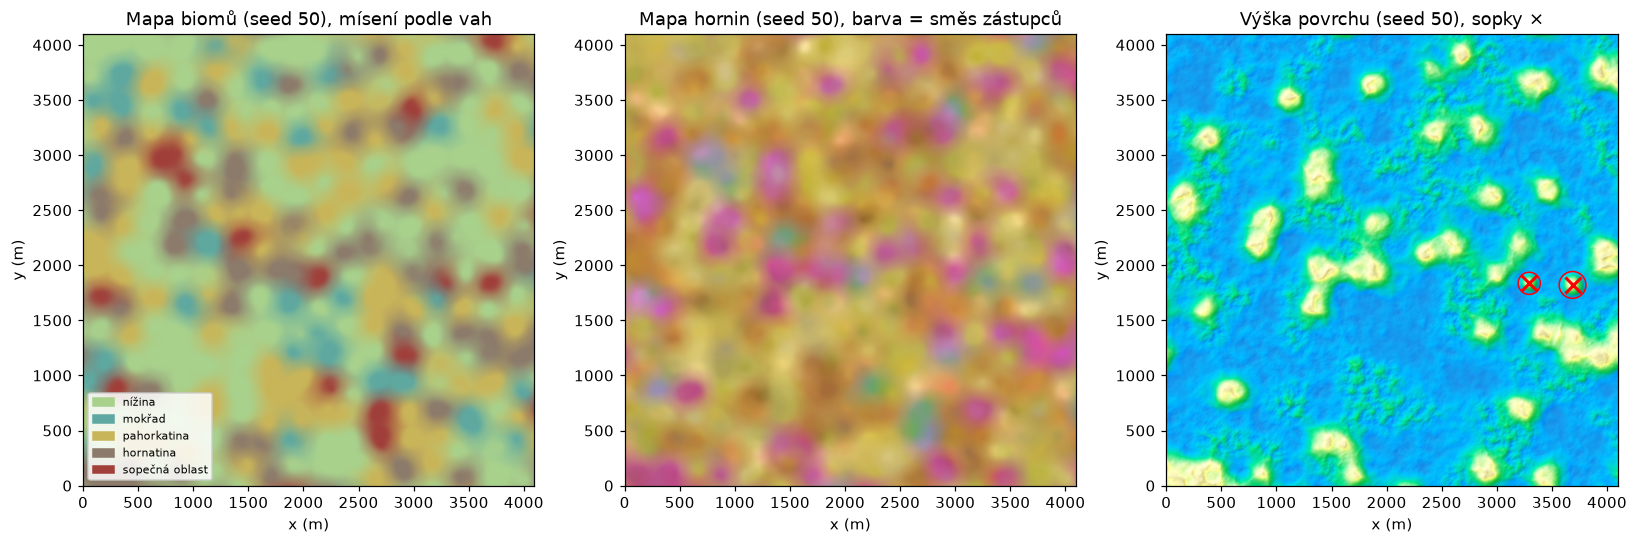 Mapa biomů (seed 50), mísení podle vah
4000
3500
3000
2500
2000
1500
1000
500
0
y (m)
nížina
mokřad
pahorkatina
hornatina
sopečná oblast
0 500 1000 1500 2000 2500 3000 3500 4000
x (m)
Mapa hornin (seed 50), barva = směs zástupců
4000
3500
3000
2500
2000
1500
1000
500
0
y (m)
0 500 1000 1500 2000 2500 3000 3500 4000
x (m)
Výška povrchu (seed 50), sopky ×
4000
3500
3000
2500
2000
1500
1000
500
0
y (m)
0 500 1000 1500 2000 2500 3000 3500 4000
x (m)